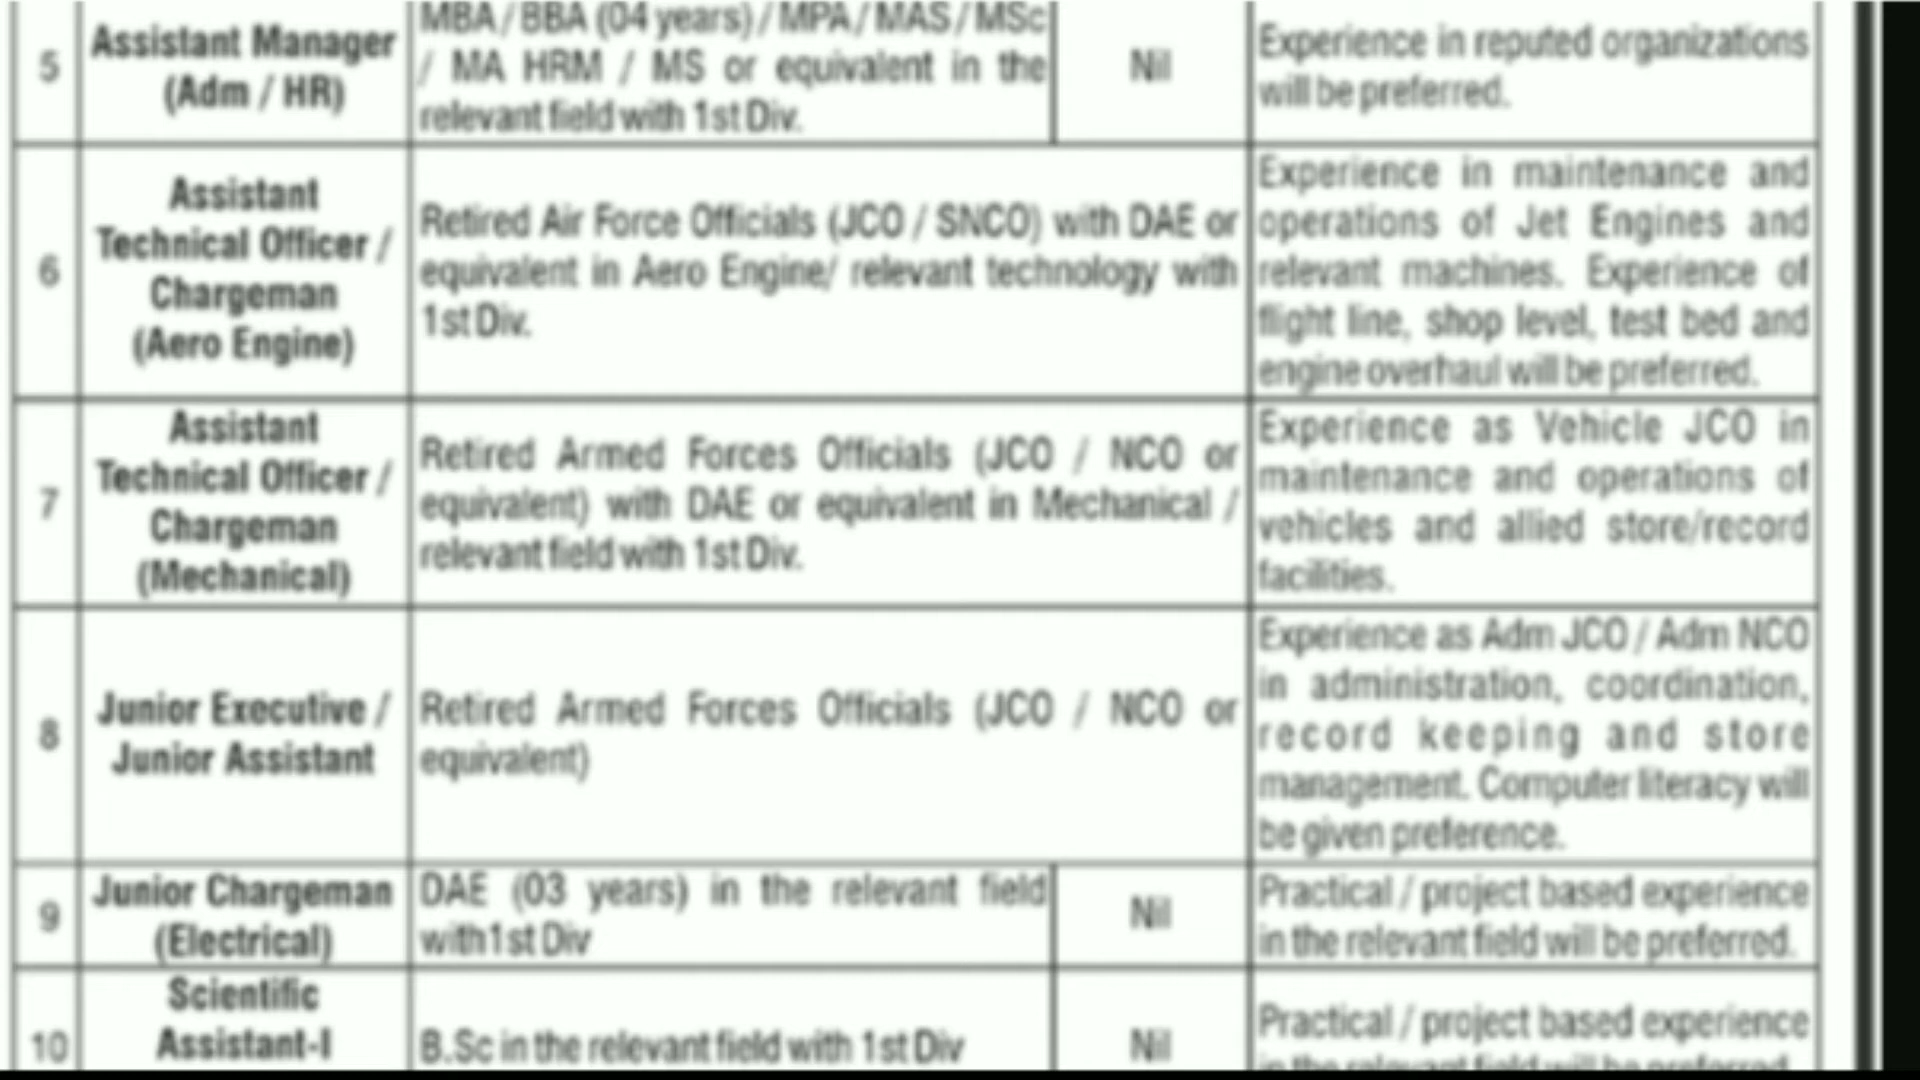 5
Assistant Manager
(Adm / HR)
MBA / BBA (04 years) / MPA / MAS / MSc
/ MA HRM / MS or equivalent in the
relevant field with 1st Div.
Nil
Experience in reputed organizations
will be preferred.
6
Assistant
Technical Officer /
Chargeman
(Aero Engine)
Retired Air Force Officials (JCO / SNCO) with DAE or
equivalent in Aero Engine/ relevant technology with
1st Div.
Experience in maintenance and
operations of Jet Engines and
relevant machines. Experience of
flight line, shop level, test bed and
engine overhaul will be preferred.
7
Assistant
Technical Officer /
Chargeman
(Mechanical)
Retired Armed Forces Officials (JCO / NCO or
equivalent) with DAE or equivalent in Mechanical /
relevant field with 1st Div.
Experience as Vehicle JCO in
maintenance and operations of
vehicles and allied store/record
facilities.
8
Junior Executive /
Junior Assistant
Retired Armed Forces Officials (JCO / NCO or
equivalent)
Experience as Adm JCO / Adm NCO
in administration, coordination,
record keeping and store
management. Computer literacy will
be given preference.
9
Junior Chargeman
(Electrical)
DAE (03 years) in the relevant field
with 1st Div
Nil
Practical / project based experience
in the relevant field will be preferred.
10
Scientific
Assistant-I
B.Sc in the relevant field with 1st Div
Nil
Practical / project based experience
in the relevant field will be preferred.